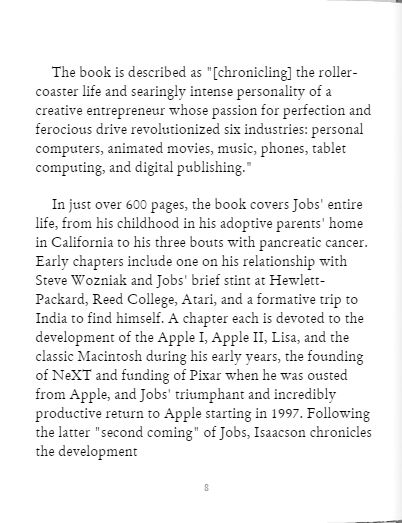 The book is described as "[chronicling] the roller-
coaster life and searingly intense personality of a
creative entrepreneur whose passion for perfection and
ferocious drive revolutionized six industries: personal
computers, animated movies, music, phones, tablet
computing, and digital publishing."
In just over 600 pages, the book covers Jobs' entire
life, from his childhood in his adoptive parents' home
in California to his three bouts with pancreatic cancer.
Early chapters include one on his relationship with
Steve Wozniak and Jobs' brief stint at Hewlett-
Packard, Reed College, Atari, and a formative trip to
India to find himself. A chapter each is devoted to the
development of the Apple I, Apple II, Lisa, and the
classic Macintosh during his early years, the founding
of NeXT and funding of Pixar when he was ousted
from Apple, and Jobs' triumphant and incredibly
productive return to Apple starting in 1997. Following
the latter "second coming" of Jobs, Isaacson chronicles
the development
8